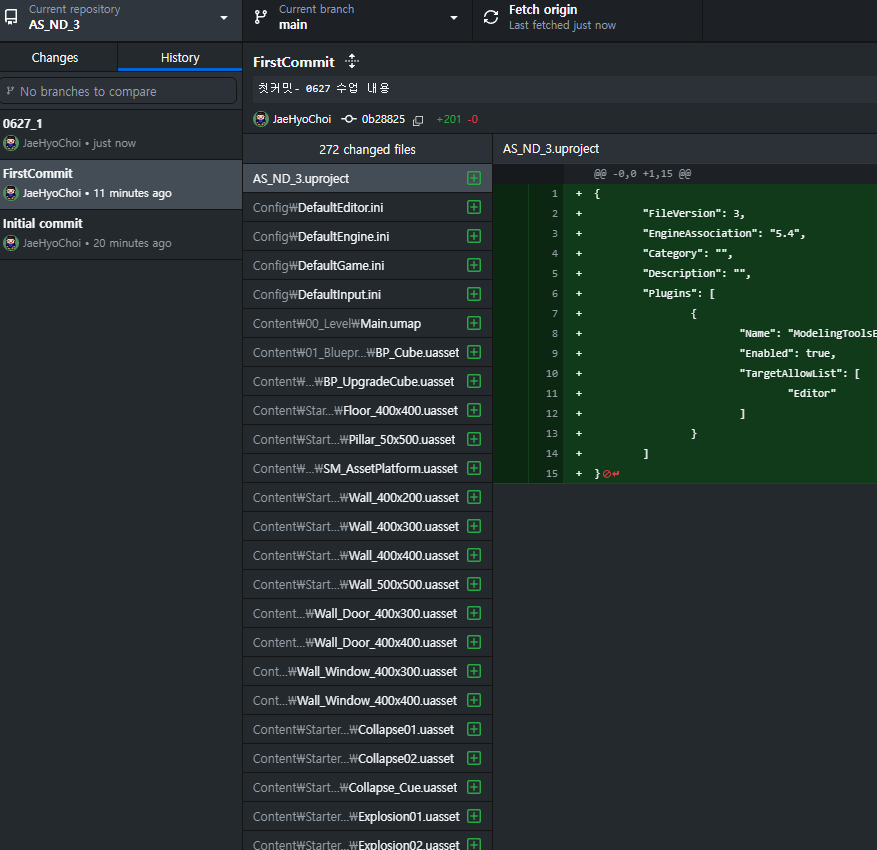 Current repository
AS_ND_3
Current branch
main
Fetch origin
Last fetched just now
Changes
History
No branches to compare
0627_1
JaeHyoChoi • just now
FirstCommit
JaeHyoChoi • 11 minutes ago
Initial commit
JaeHyoChoi • 20 minutes ago
FirstCommit
첫커밋- 0627 수업 내용
JaeHyoChoi 0b28825 +201 -0
272 changed files
AS_ND_3.uproject
Config₩DefaultEditor.ini
Config₩DefaultEngine.ini
Config₩DefaultGame.ini
Config₩DefaultInput.ini
Content₩00_Level₩Main.umap
Content₩01_Bluepr...₩BP_Cube.uasset
Content₩...₩BP_UpgradeCube.uasset
Content₩Star...₩Floor_400x400.uasset
Content₩Start...₩Pillar_50x500.uasset
Content₩...₩SM_AssetPlatform.uasset
Content₩Start...₩Wall_400x200.uasset
Content₩Start...₩Wall_400x300.uasset
Content₩Start...₩Wall_400x400.uasset
Content₩Start...₩Wall_500x500.uasset
Content...₩Wall_Door_400x300.uasset
Content...₩Wall_Door_400x400.uasset
Cont...₩Wall_Window_400x300.uasset
Cont...₩Wall_Window_400x400.uasset
Content₩Starter...₩Collapse01.uasset
Content₩Starter...₩Collapse02.uasset
Content₩Start...₩Collapse_Cue.uasset
Content₩Starter...₩Explosion01.uasset
Content₩Starter...₩Explosion02.uasset
AS_ND_3.uproject
@@ -0,0 +1,15 @@
1 + {
2 + "FileVersion": 3,
3 + "EngineAssociation": "5.4",
4 + "Category": "",
5 + "Description": "",
6 + "Plugins": [
7 + {
8 + "Name": "ModelingToolsE
9 + "Enabled": true,
10 + "TargetAllowList": [
11 + "Editor"
12 + ]
13 + }
14 + ]
15 + }